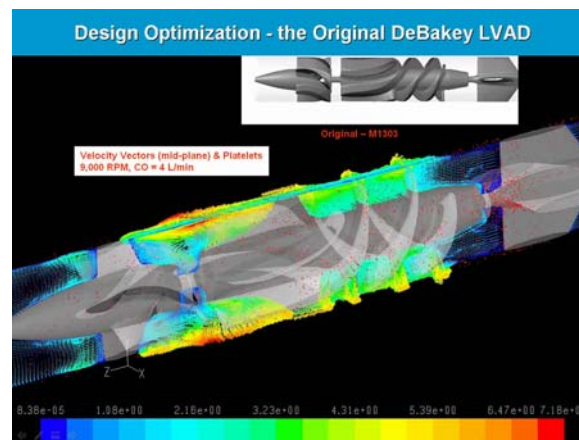 Design Optimization - the Original DeBakey LVAD
Original – M1303
Velocity Vectors (mid-plane) & Platelets
9,000 RPM, CO = 4 L/min
Z X
8.38e-05 1.08e+00 2.16e+00 3.23e+00 4.31e+00 5.39e+00 6.47e+00 7.18e+00